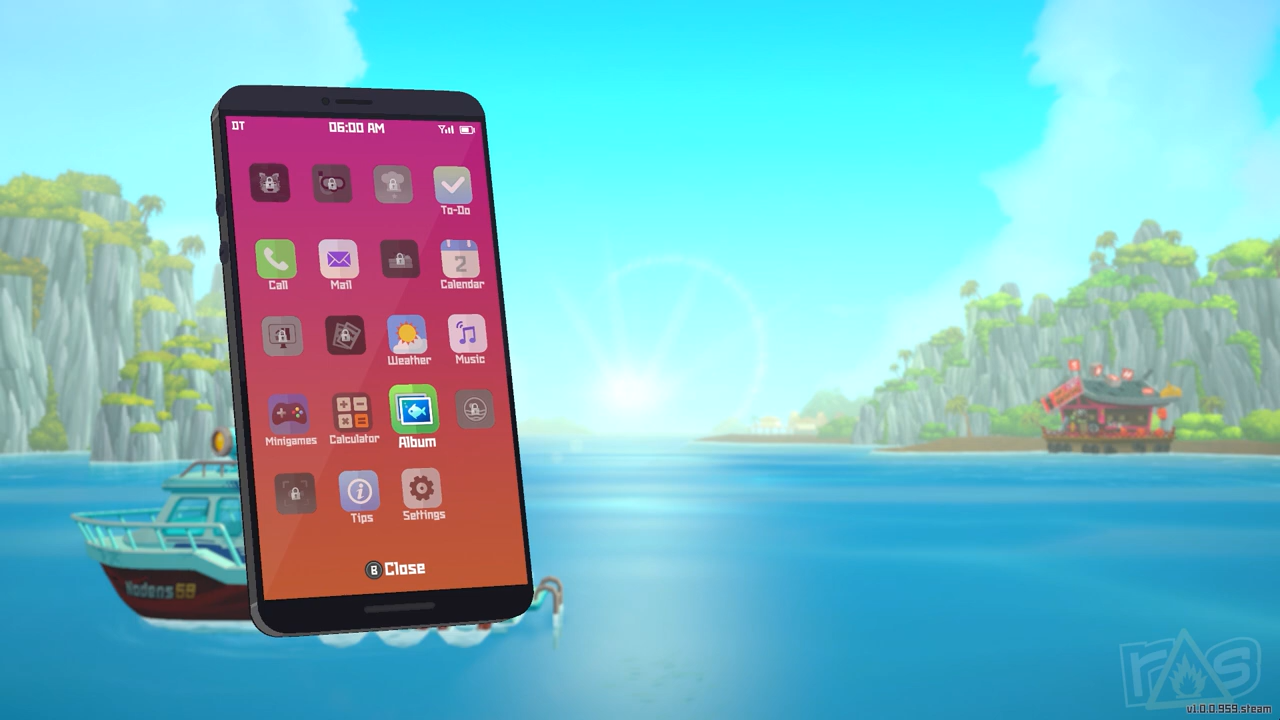 DT
06:00 AM
To-Do
Call
Mail
2
Calendar
Weather
Music
Minigames
Calculator
Album
Tips
Settings
B Close
Nodens 58
ras
v1.0.0.959.steam